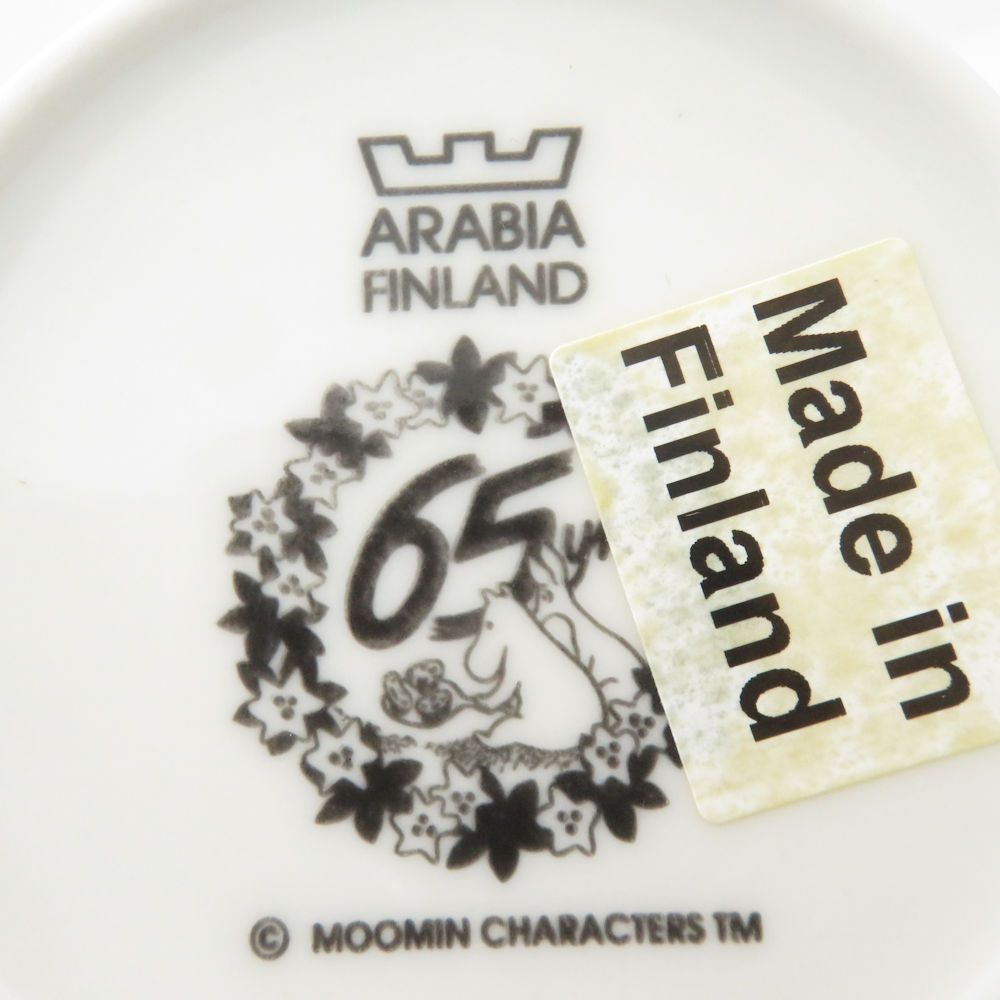 ARABIA
FINLAND
65
Made in
Finland
© MOOMIN CHARACTERS TM